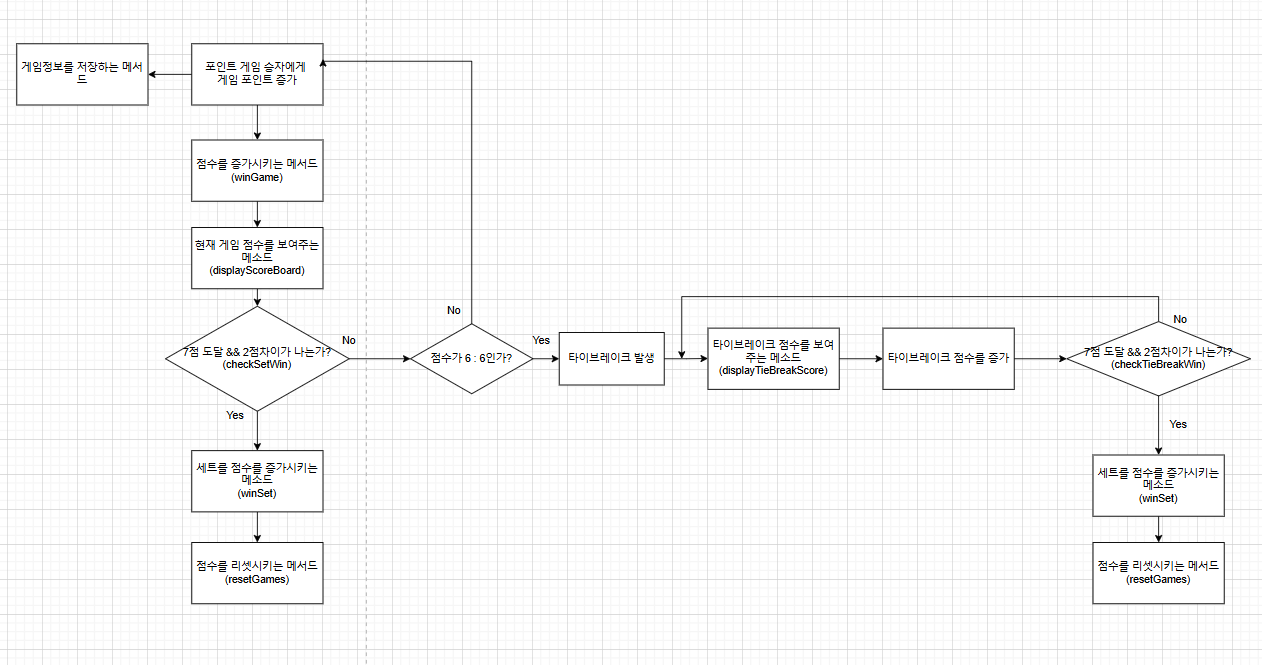 게임정보를 저장하는 메서
드
포인트 게임 승자에게
게임 포인트 증가
점수를 증가시키는 메서드
(winGame)
현재 게임 점수를 보여주는
메소드
(displayScoreBoard)
7점 도달 && 2점차이가 나는가?
(checkSetWin)
No
Yes
세트를 점수를 증가시키는
메소드
(winSet)
점수를 리셋시키는 메서드
(resetGames)
No
점수가 6 : 6인가?
Yes
타이브레이크 발생
타이브레이크 점수를 보여
주는 메소드
(displayTieBreakScore)
타이브레이크 점수를 증가
No
7점 도달 && 2점차이가 나는가?
(checkTieBreakWin)
Yes
세트를 점수를 증가시키는
메소드
(winSet)
점수를 리셋시키는 메서드
(resetGames)